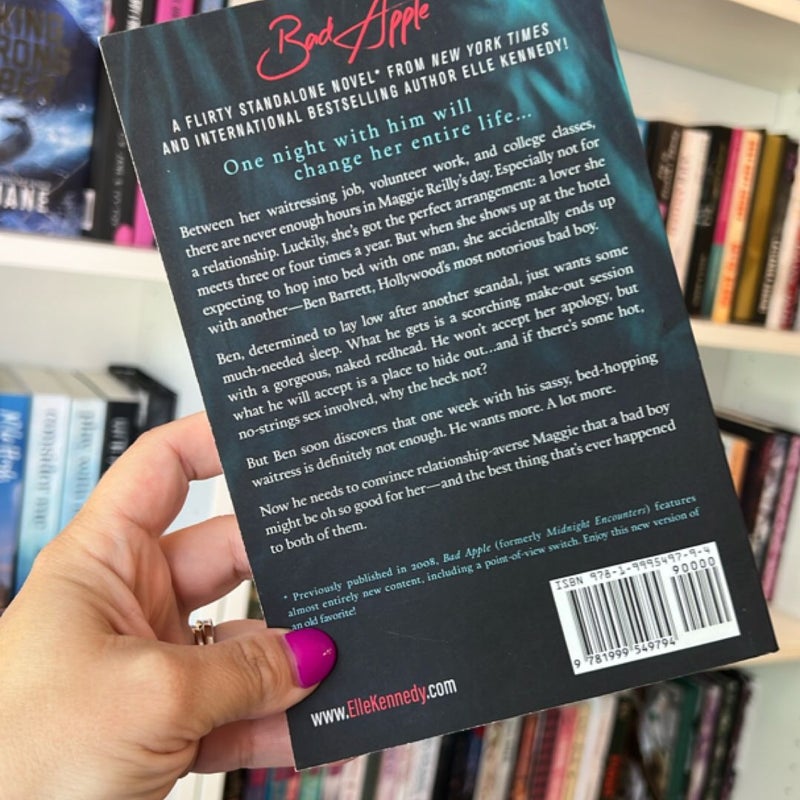 Bad Apple
A FLIRTY STANDALONE NOVEL* FROM NEW YORK TIMES
AND INTERNATIONAL BESTSELLING AUTHOR ELLE KENNEDY!
One night with him will
change her entire life...
Between her waitressing job, volunteer work, and college classes,
there are never enough hours in Maggie Reilly's day. Especially not for
a relationship. Luckily, she's got the perfect arrangement: a lover she
meets three or four times a year. But when she shows up at the hotel
expecting to hop into bed with one man, she accidentally ends up
with another—Ben Barrett, Hollywood's most notorious bad boy.
Ben, determined to lay low after another scandal, just wants some
much-needed sleep. What he gets is a scorching make-out session
with a gorgeous, naked redhead. He won't accept her apology, but
what he will accept is a place to hide out...and if there's some hot,
no-strings sex involved, why the heck not?
But Ben soon discovers that one week with his sassy, bed-hopping
waitress is definitely not enough. He wants more. A lot more.
Now he needs to convince relationship-averse Maggie that a bad boy
might be oh so good for her—and the best thing that's ever happened
to both of them.
* Previously published in 2008, Bad Apple (formerly Midnight Encounters) features
almost entirely new content, including a point-of-view switch. Enjoy this new version of
an old favorite!
ISBN 978-1-9995497-9-4
90000
9 781999 549794
www.ElleKennedy.com